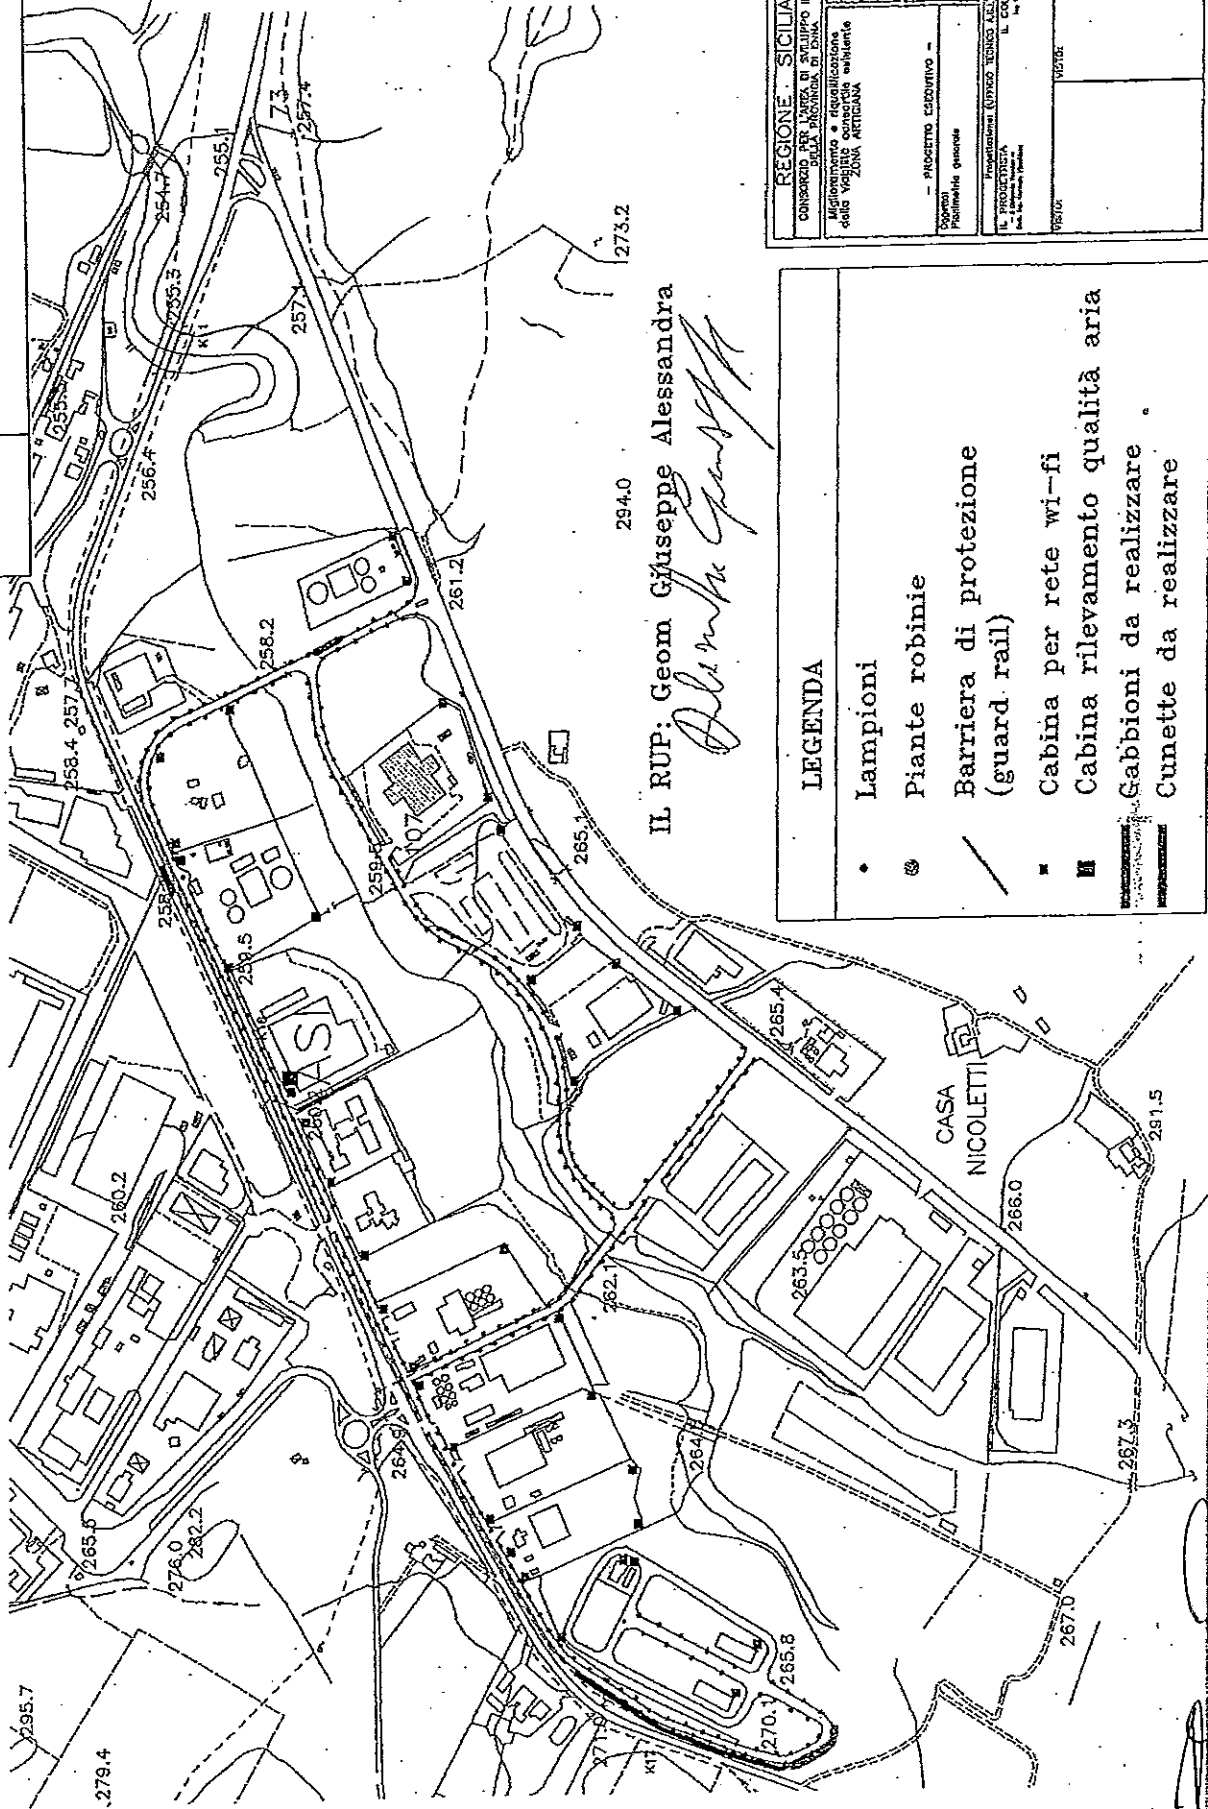 REGIONE SICILIA
CONSORZIO PER L'AREA DI SVILUPPO
DELLA PROVINCIA DI ENNA
Miglioramento e riqualificazione
della viabilità consortile esistente
ZONA ARTIGIANA
- PROGETTO ESECUTIVO -
Oggetto:
Planimetria generale
IL PROGETTISTA
VISTO:
VISTO:
IL RUP: Geom Giuseppe Alessandra
LEGENDA
Lampioni
Piante robinie
Barriera di protezione
(guard rail)
Cabina per rete wi-fi
Cabina rilevamento qualità aria
Gabbioni da realizzare
Cunette da realizzare
CASA
NICOLETTI
295.7
279.4
276.0
282.2
265.6
264.9
260.2
258.4
257.7
256.4
255.3
254.7
255.1
73
257.4
273.2
294.0
258.2
261.2
259.5
265.1
265.4
263.5
262.1
266.0
291.5
267.3
267.0
265.8
270.1